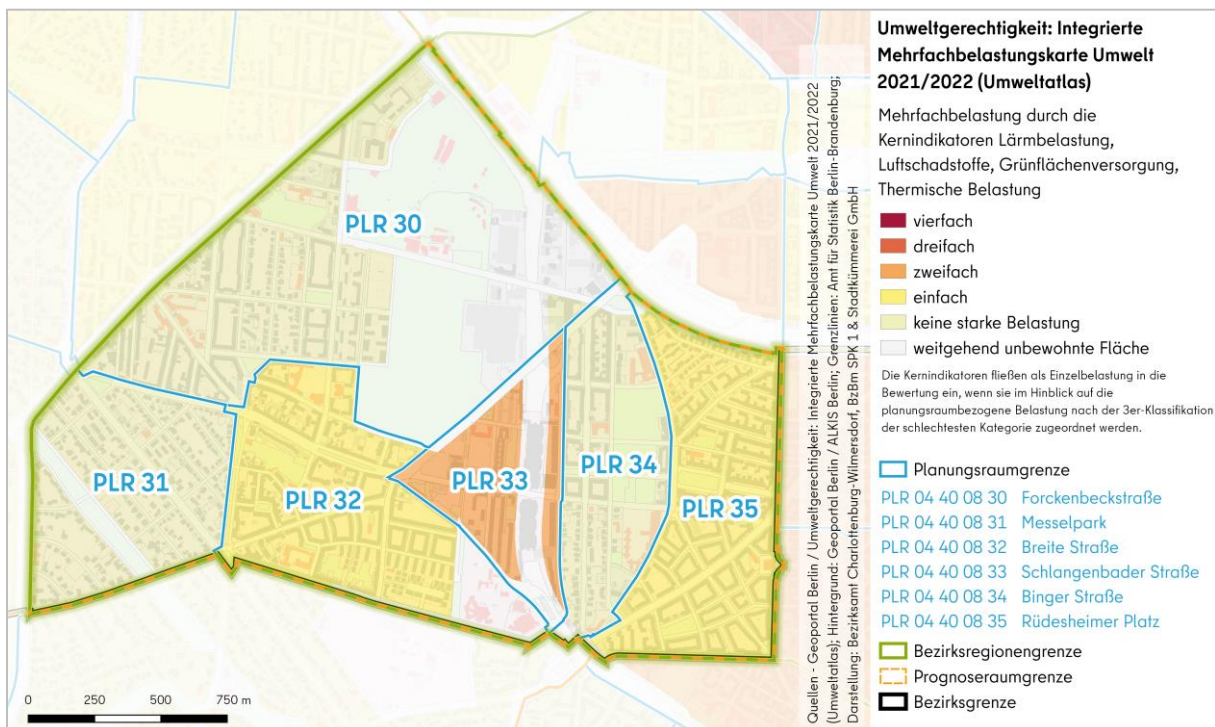 PLR 30
PLR 31
PLR 32
PLR 33
PLR 34
PLR 35
0 250 500 750 m
Quellen - Geoportal Berlin / Umweltgerechtigkeit: Integrierte Mehrfachbelastungskarte Umwelt 2021/2022
(Umweltatlas); Hintergrund: Geoportal Berlin / ALKIS Berlin; Grenzlinien: Amt für Statistik Berlin-Brandenburg;
Darstellung: Bezirksamt Charlottenburg-Wilmersdorf, BzBm SPK 1 & Stadtkümmerei GmbH
Umweltgerechtigkeit: Integrierte
Mehrfachbelastungskarte Umwelt
2021/2022 (Umweltatlas)
Mehrfachbelastung durch die
Kernindikatoren Lärmbelastung,
Luftschadstoffe, Grünflächenversorgung,
Thermische Belastung
vierfach
dreifach
zweifach
einfach
keine starke Belastung
weitgehend unbewohnte Fläche
Die Kernindikatoren fließen als Einzelbelastung in die
Bewertung ein, wenn sie im Hinblick auf die
planungsraumbezogene Belastung nach der 3er-Klassifikation
der schlechtesten Kategorie zugeordnet werden.
Planungsraumgrenze
PLR 04 40 08 30 Forckenbeckstraße
PLR 04 40 08 31 Messelpark
PLR 04 40 08 32 Breite Straße
PLR 04 40 08 33 Schlangenbader Straße
PLR 04 40 08 34 Binger Straße
PLR 04 40 08 35 Rüdesheimer Platz
Bezirksregionengrenze
Prognoseraumgrenze
Bezirksgrenze